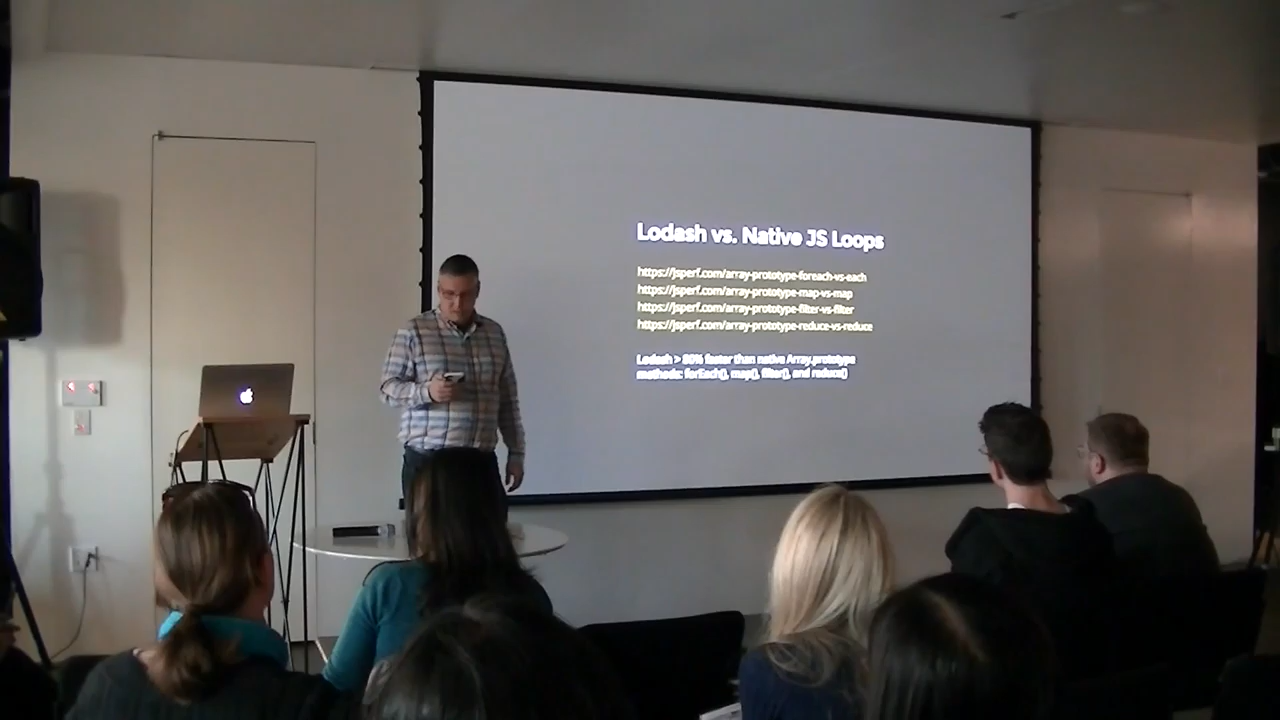 Lodash vs. Native JS Loops
https://jsperf.com/array-prototype-foreach-vs-each
https://jsperf.com/array-prototype-map-vs-map
https://jsperf.com/array-prototype-filter-vs-filter
https://jsperf.com/array-prototype-reduce-vs-reduce
Lodash > faster than native Array.prototype
methods: forEach(), map(), filter(), and reduce()